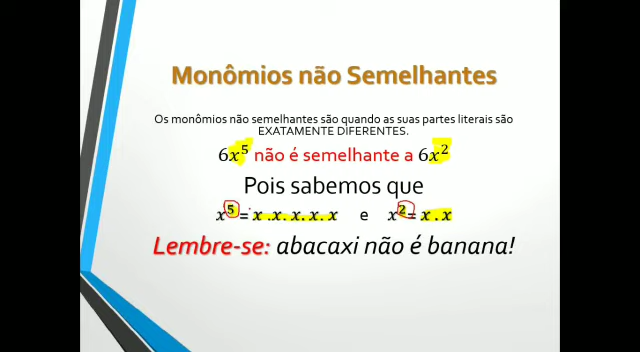 Monômios não Semelhantes
Os monômios não semelhantes são quando as suas partes literais são
EXATAMENTE DIFERENTES.
6x⁵ não é semelhante a 6x²
Pois sabemos que
x⁵= x .x. x. x. x e x²= x . x
Lembre-se: abacaxi não é banana!